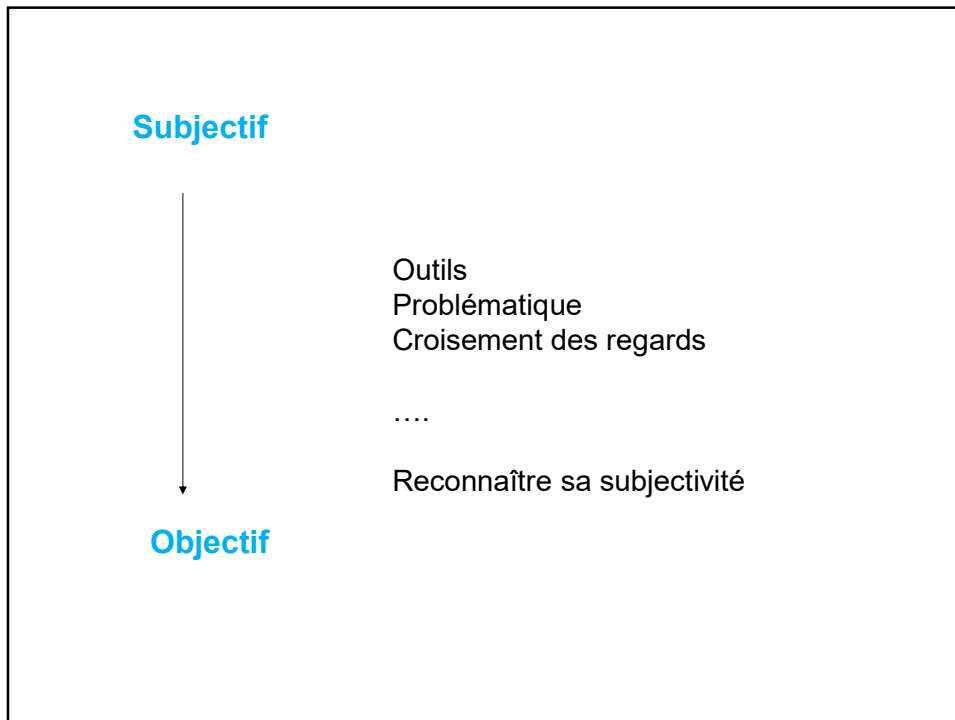 Subjectif
Outils
Problématique
Croisement des regards
….
Reconnaître sa subjectivité
Objectif